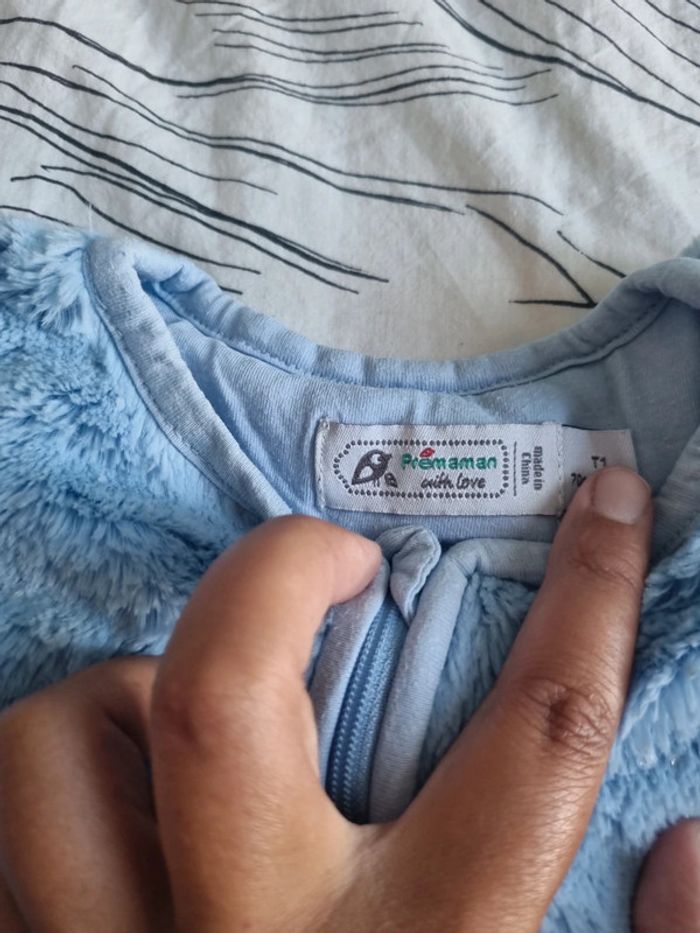 Prémaman
with love
made in
China
T1